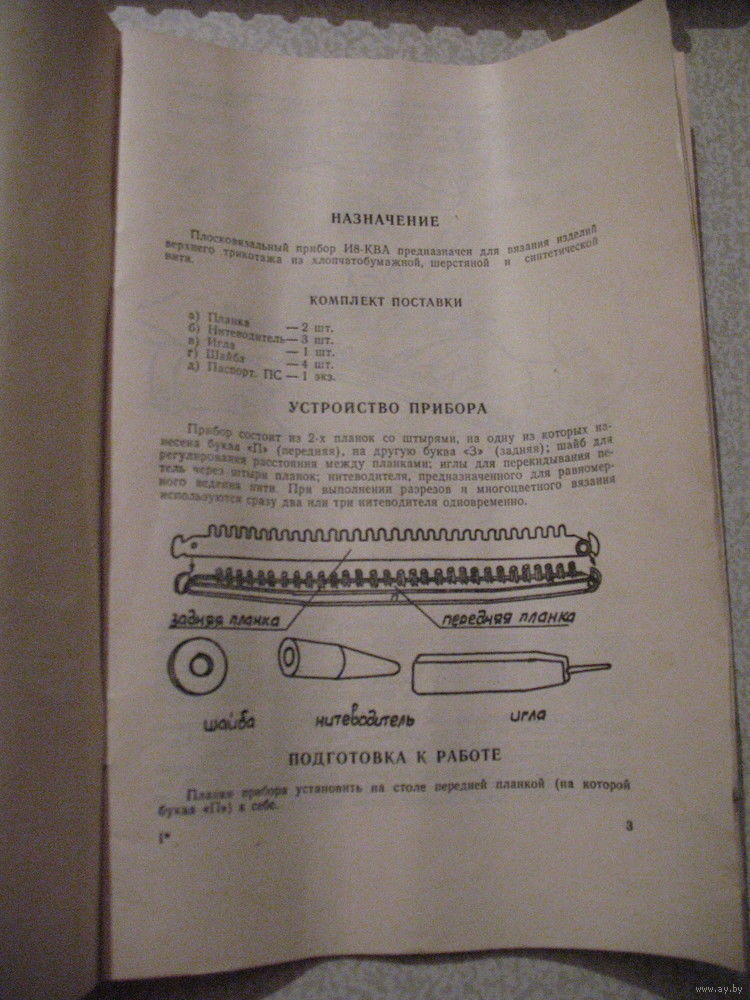 НАЗНАЧЕНИЕ
Плосковязальный прибор И8-КВА предназначен для вязания изделий
верхнего трикотажа из хлопчатобумажной, шерстяной и синтетической
нити.
КОМПЛЕКТ ПОСТАВКИ
а) Планка — 2 шт.
б) Нитеводитель — 3 шт.
в) Игла — 1 шт.
г) Шайба — 4 шт.
д) Паспорт. ПС — 1 экз.
УСТРОЙСТВО ПРИБОРА
Прибор состоит из 2-х планок со штырями, на одну из которых на-
несена буква «П» (передняя), на другую буква «З» (задняя); шайб для
регулирования расстояния между планками; иглы для перекидывания пе-
тель через штыри планок; нитеводителя, предназначенного для равномер-
ного ведения нити. При выполнении разрезов и многоцветного вязания
используются сразу два или три нитеводителя одновременно.
П
задняя планка
передняя планка
шайба
нитеводитель
игла
ПОДГОТОВКА К РАБОТЕ
Планки прибора установить на столе передней планкой (на которой
буква «П») к себе.
1*
3
www.ay.by